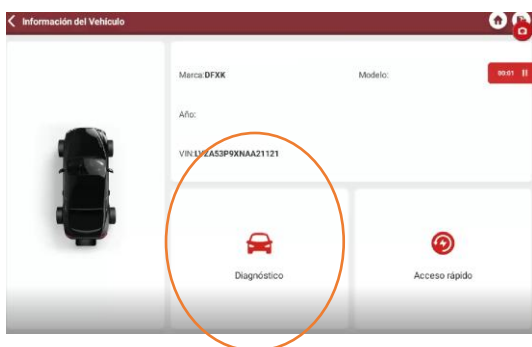 Información del Vehículo
Marca:DFXK
Modelo:
00:01
Año:
VIN:LVZA53P9XNAA21121
Diagnóstico
Acceso rápido